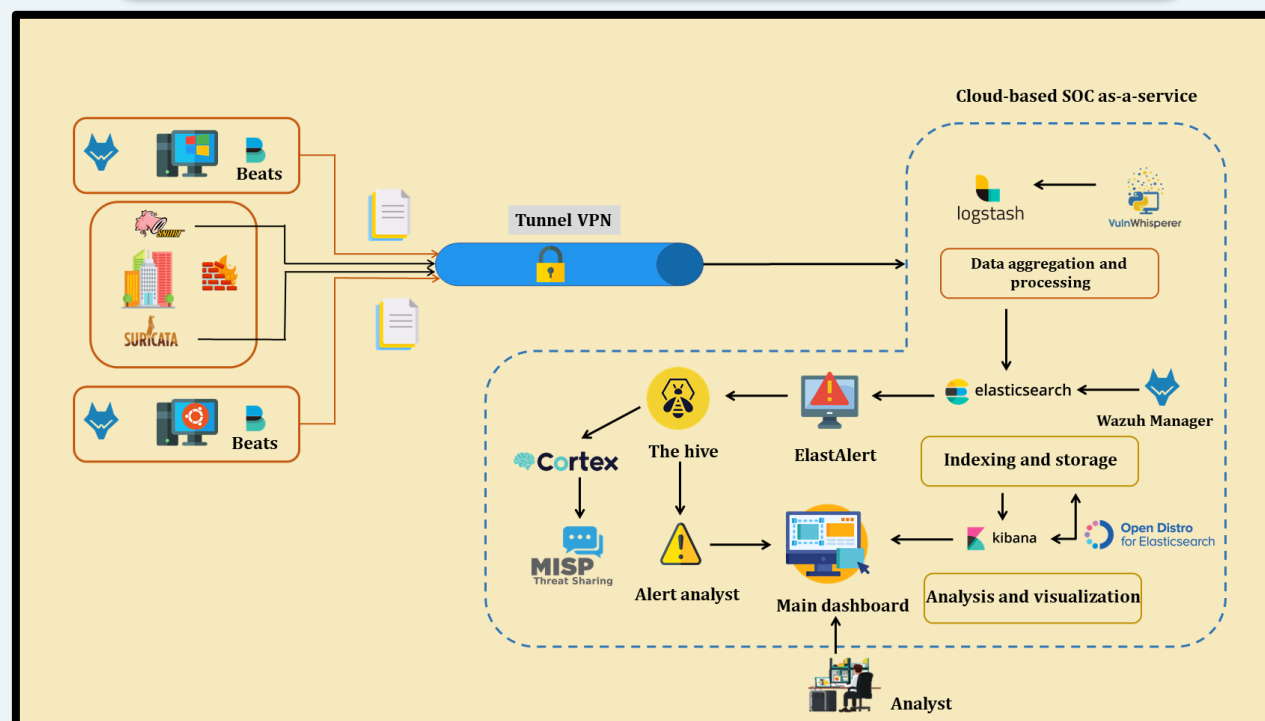 Cloud-based SOC as-a-service
Beats
SNORT
SURICATA
Beats
Tunnel VPN
logstash
VulnWhisperer
Data aggregation and
processing
elasticsearch
Wazuh Manager
Indexing and storage
ElastAlert
The hive
Cortex
MISP
Threat Sharing
Alert analyst
Main dashboard
kibana
Open Distro
for Elasticsearch
Analysis and visualization
Analyst